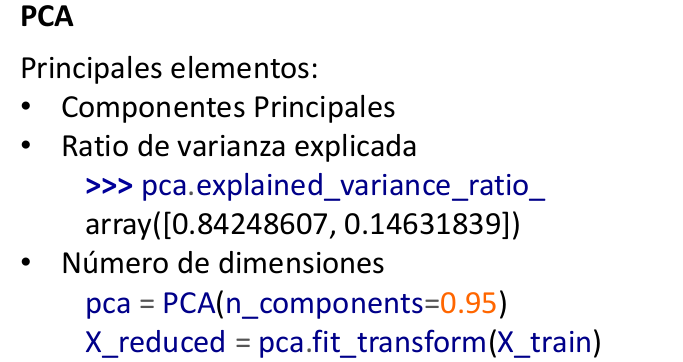 PCA
Principales elementos:
• Componentes Principales
• Ratio de varianza explicada
>>> pca.explained_variance_ratio_
array([0.84248607, 0.14631839])
• Número de dimensiones
pca = PCA(n_components=0.95)
X_reduced = pca.fit_transform(X_train)